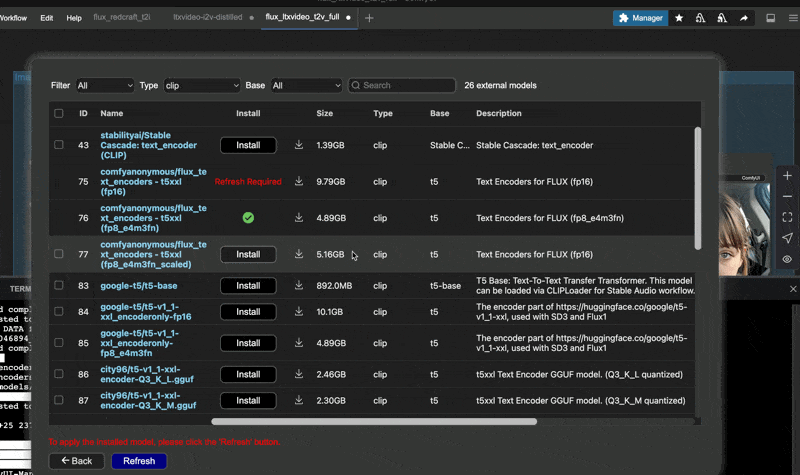 Workflow Edit Help flux_redcraft_t2i ltxvideo-i2v-distilled flux_ltxvideo_t2v_full Manager
Filter All Type clip Base All Search 26 external models
ID Name Install Size Type Base Description
43 stabilityai/Stable Cascade: text_encoder (CLIP) Install 1.39GB clip Stable C... Stable Cascade: text_encoder
75 comfyanonymous/flux_text_encoders - t5xxl (fp16) Refresh Required 9.79GB clip t5 Text Encoders for FLUX (fp16)
76 comfyanonymous/flux_text_encoders - t5xxl (fp8_e4m3fn) 4.89GB clip t5 Text Encoders for FLUX (fp8_e4m3fn)
77 comfyanonymous/flux_text_encoders - t5xxl (fp8_e4m3fn_scaled) Install 5.16GB clip t5 Text Encoders for FLUX (fp16)
83 google-t5/t5-base Install 892.0MB clip t5-base T5 Base: Text-To-Text Transfer Transformer. This model can be loaded via CLIPLoader for Stable Audio workflow.
84 google-t5/t5-v1_1-xxl_encoderonly-fp16 Install 10.1GB clip t5 The encoder part of https://huggingface.co/google/t5-v1_1-xxl, used with SD3 and Flux1
85 google-t5/t5-v1_1-xxl_encoderonly-fp8_e4m3fn Install 4.89GB clip t5 The encoder part of https://huggingface.co/google/t5-v1_1-xxl, used with SD3 and Flux1
86 city96/t5-v1_1-xxl-encoder-Q3_K_L.gguf Install 2.46GB clip t5 t5xxl Text Encoder GGUF model. (Q3_K_L quantized)
87 city96/t5-v1_1-xxl-encoder-Q3_K_M.gguf Install 2.30GB clip t5 t5xxl Text Encoder GGUF model. (Q3_K_M quantized)
To apply the installed model, please click the 'Refresh' button.
Back Refresh
ComfyUI
TERM